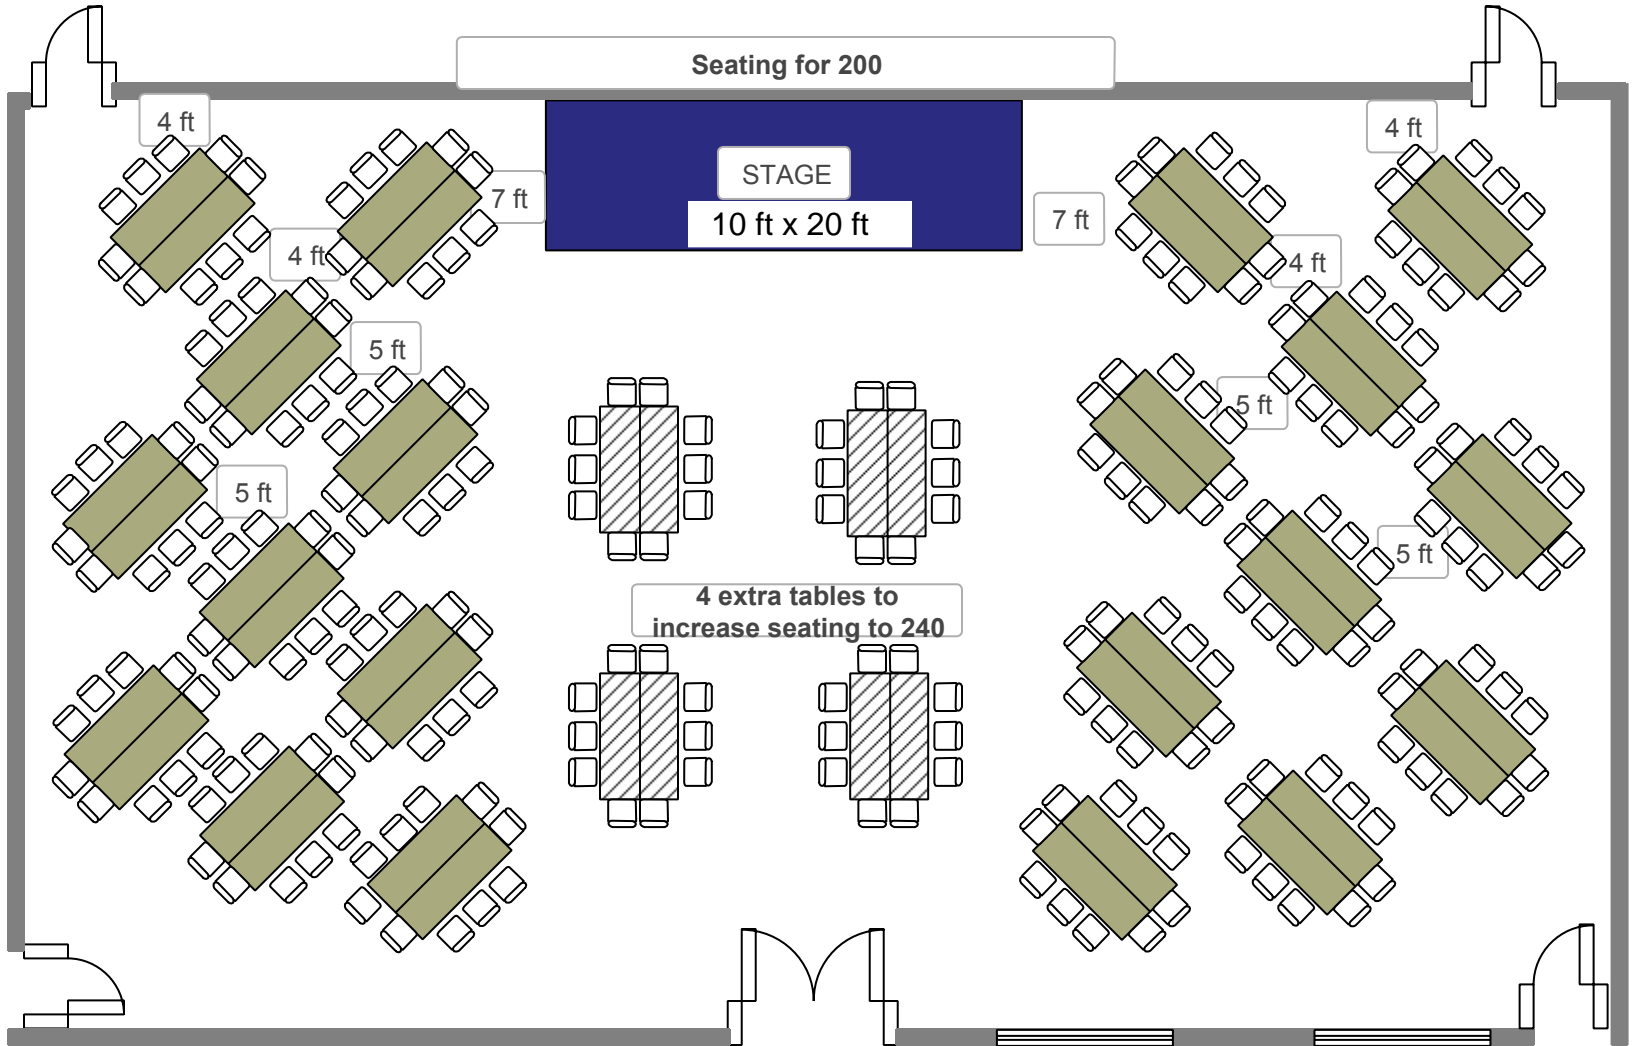 Seating for 200
4 ft
4 ft
STAGE
7 ft
7 ft
10 ft x 20 ft
4 ft
4 ft
5 ft
5 ft
5 ft
5 ft
4 extra tables to
increase seating to 240